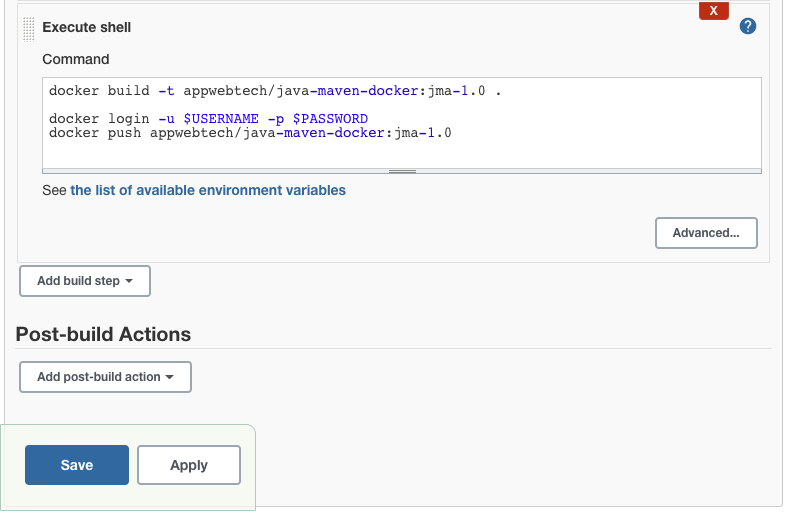 X
Execute shell
?
Command
docker build -t appwebtech/java-maven-docker:jma-1.0 .
docker login -u $USERNAME -p $PASSWORD
docker push appwebtech/java-maven-docker:jma-1.0
See the list of available environment variables
Advanced...
Add build step
Post-build Actions
Add post-build action
Save Apply